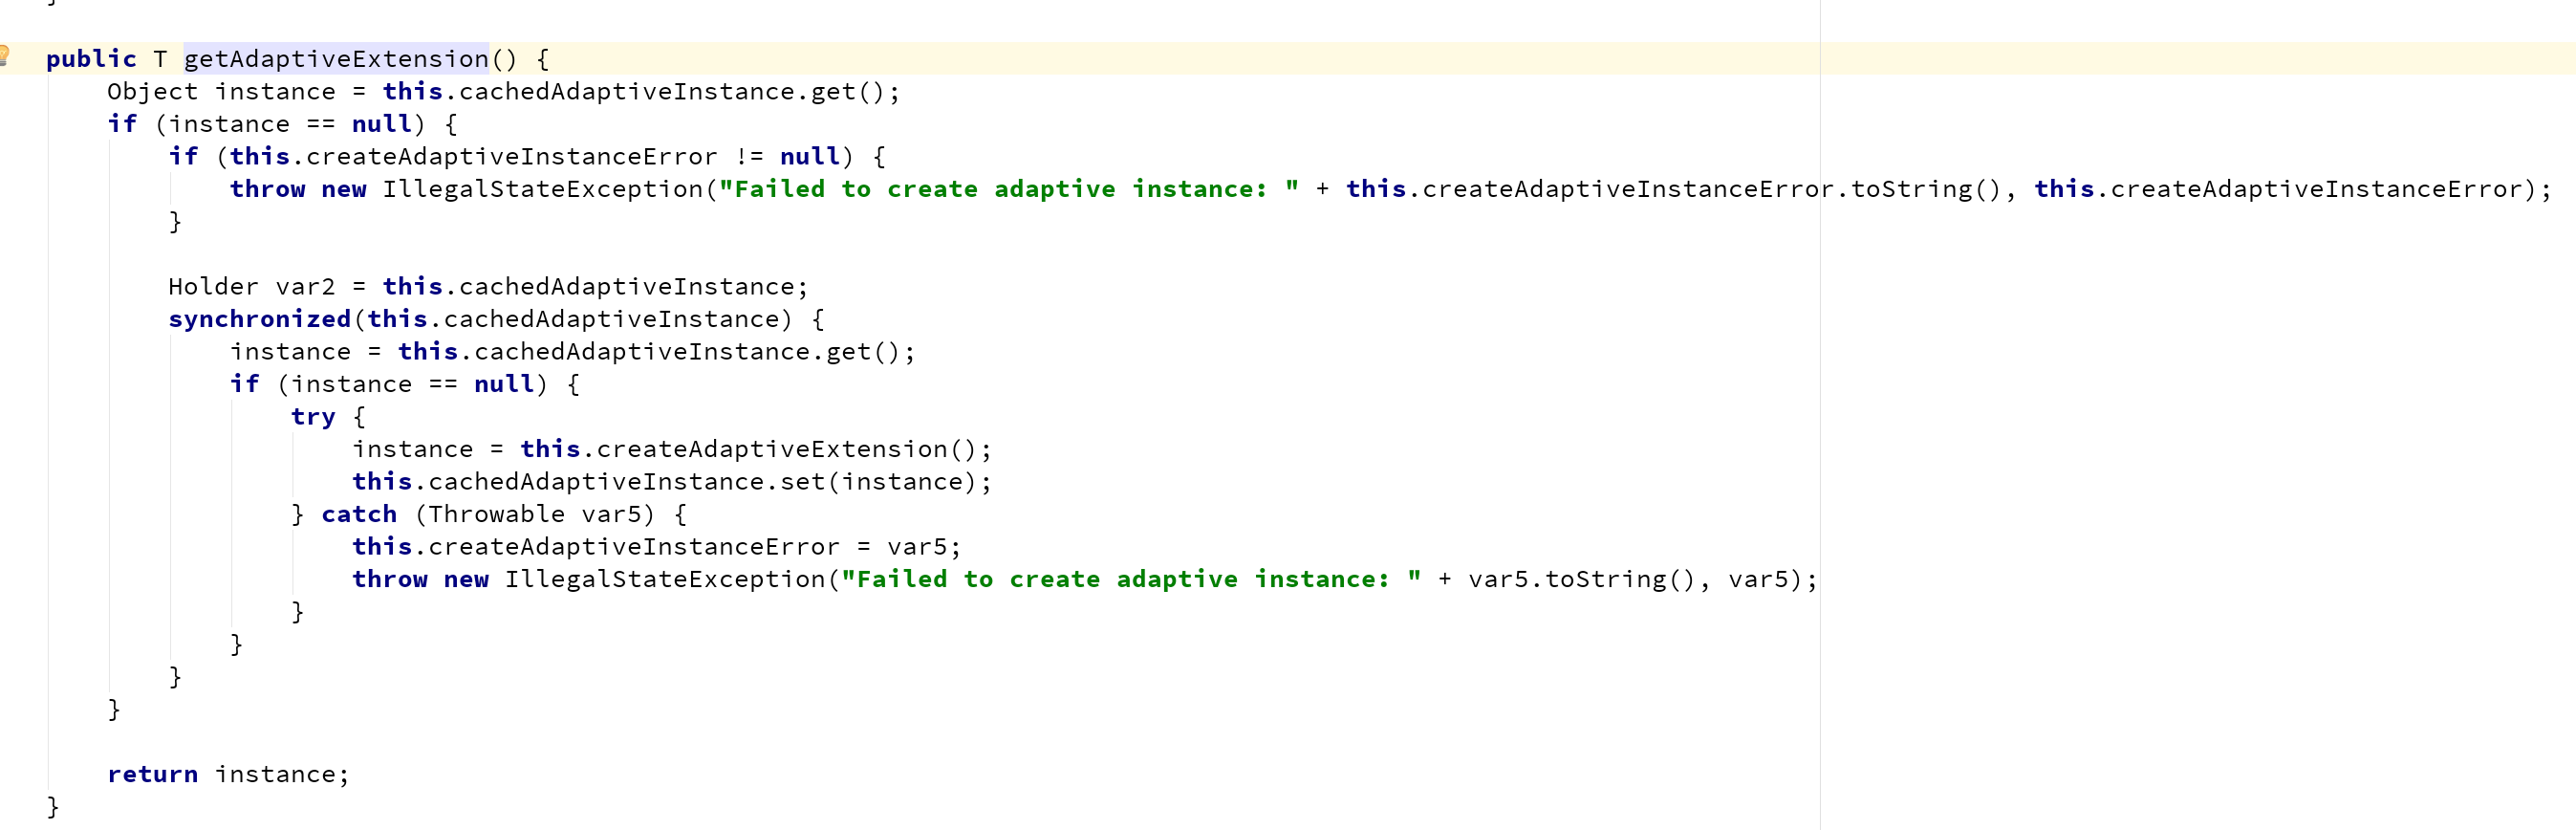 }
public T getAdaptiveExtension() {
    Object instance = this.cachedAdaptiveInstance.get();
    if (instance == null) {
        if (this.createAdaptiveInstanceError != null) {
            throw new IllegalStateException("Failed to create adaptive instance: " + this.createAdaptiveInstanceError.toString(), this.createAdaptiveInstanceError);
        }

        Holder var2 = this.cachedAdaptiveInstance;
        synchronized(this.cachedAdaptiveInstance) {
            instance = this.cachedAdaptiveInstance.get();
            if (instance == null) {
                try {
                    instance = this.createAdaptiveExtension();
                    this.cachedAdaptiveInstance.set(instance);
                } catch (Throwable var5) {
                    this.createAdaptiveInstanceError = var5;
                    throw new IllegalStateException("Failed to create adaptive instance: " + var5.toString(), var5);
                }
            }
        }
    }

    return instance;
}